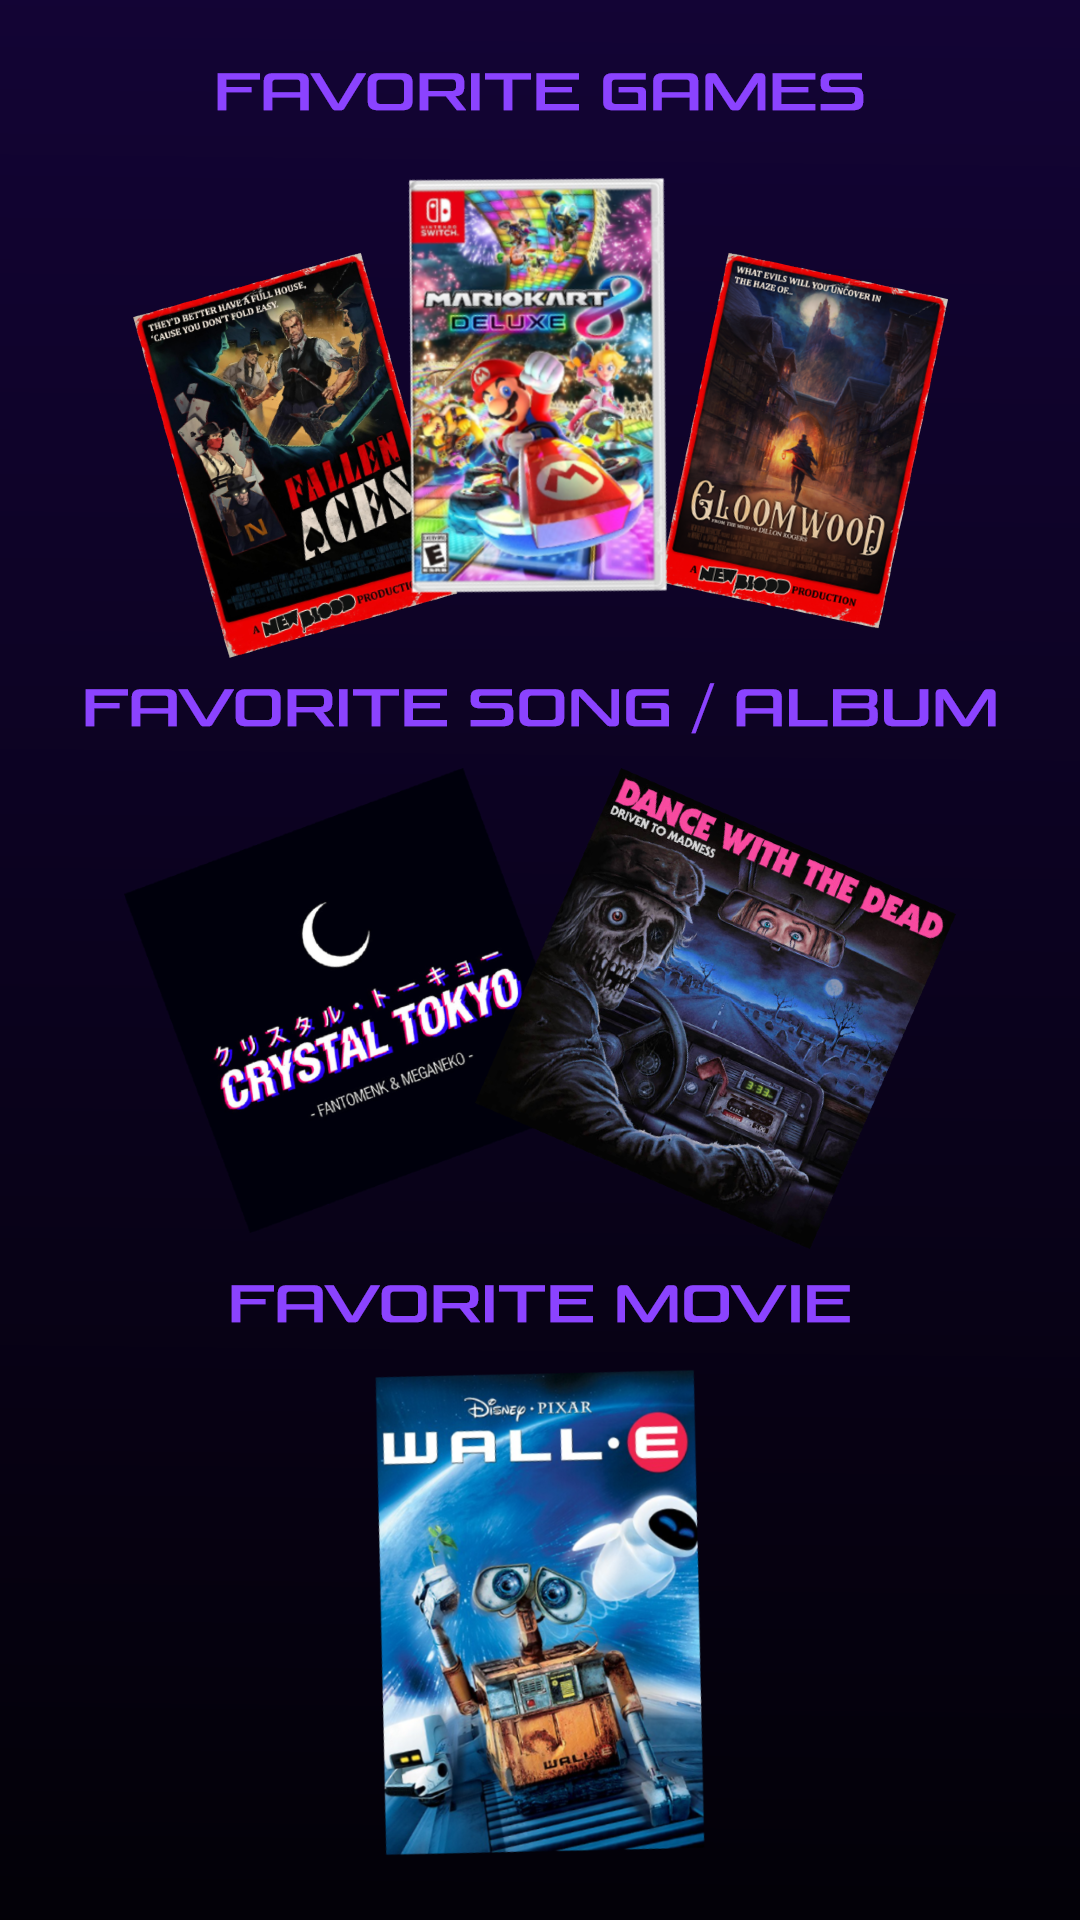 FAVORITE GAMES
THEY'D BETTER HAVE A FULL HOUSE,
'CAUSE YOU DON'T FOLD EASY.
N
FALLEN
ACES
A NEW BLOOD PRODUCTI
NINTENDO
SWITCH
MARIOKART 8
DELUXE
M
M
E
WHAT EVILS WILL YOU UNCOVER IN
THE HAZE OF...
GLOOMWOOD
FROM THE MIND OF DILLON ROGERS
A NEW BLOOD PRODUCTION
FAVORITE SONG / ALBUM
クリスタル・トーキョー
CRYSTAL TOKYO
- FANTOMENK & MEGANEKO -
DANCE WITH THE DEAD
DRIVEN TO MADNESS
3:33
FAVORITE MOVIE
Disney · PIXAR
WALL·E
WALL·E